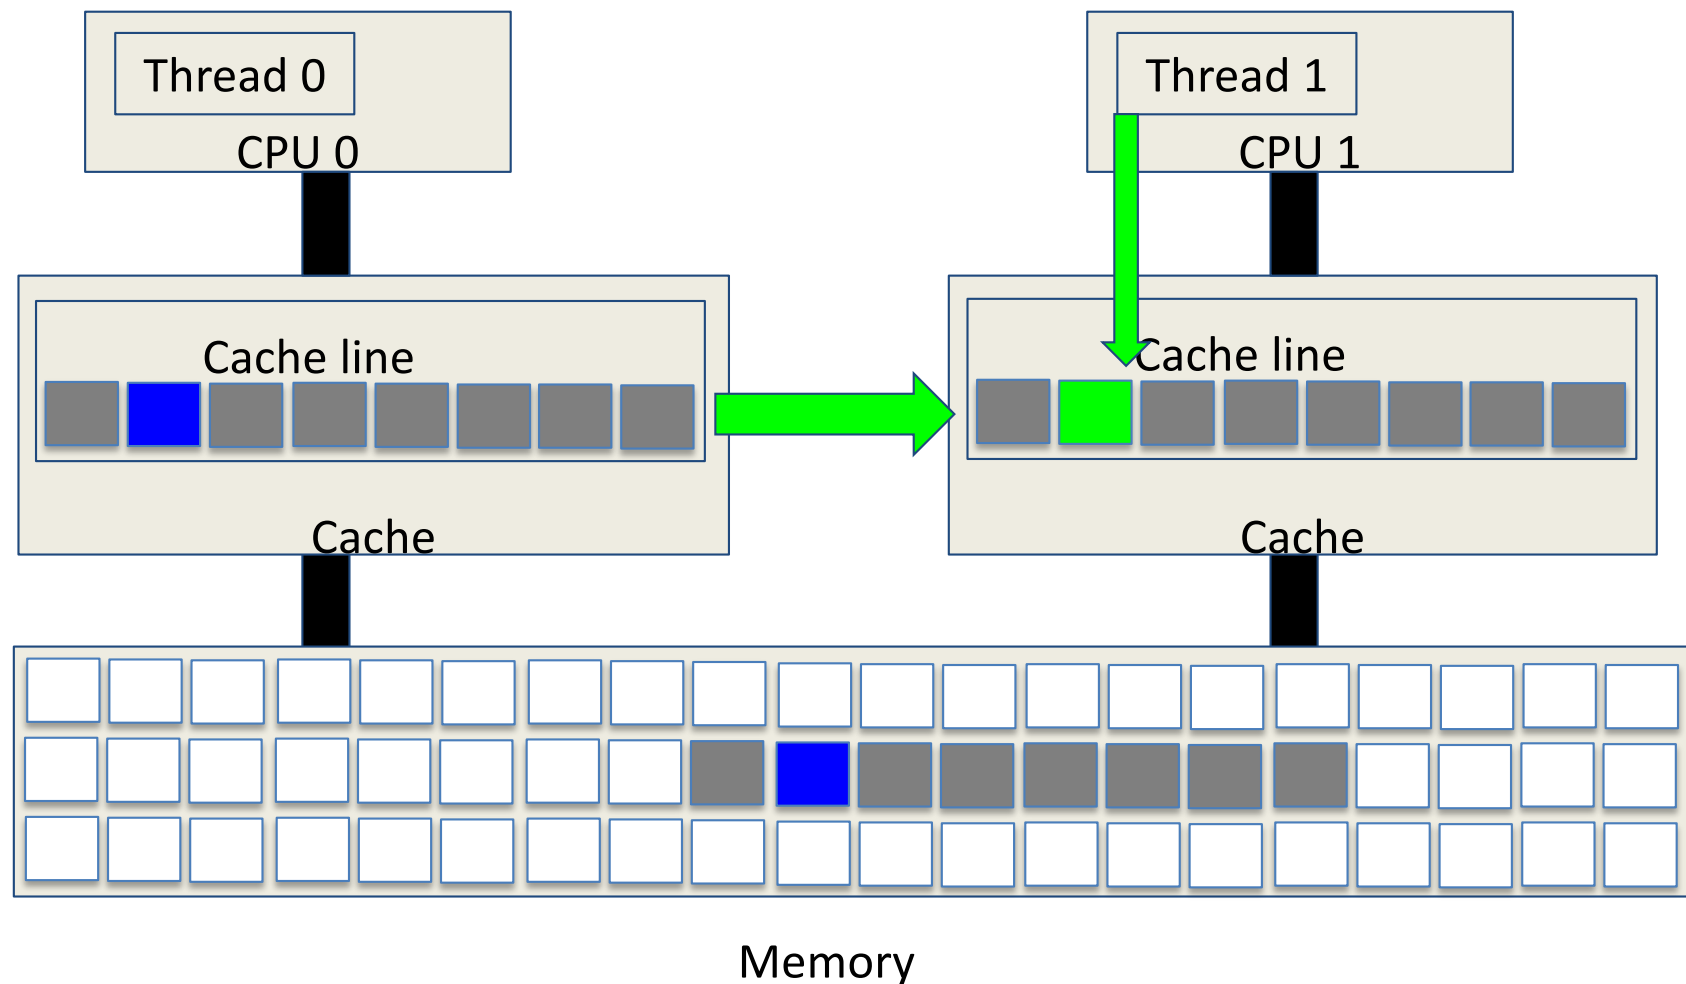 Thread 0
CPU 0
Thread 1
CPU 1
Cache line
Cache
Cache line
Cache
Memory